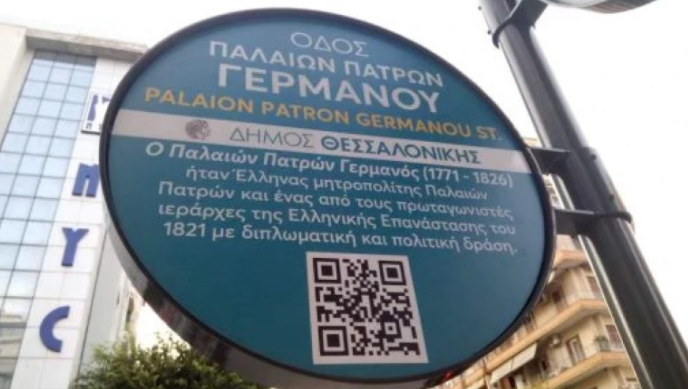 ΟΔΟΣ
ΠΑΛΑΙΩΝ ΠΑΤΡΩΝ
ΓΕΡΜΑΝΟΥ
PALAION PATRON GERMANOU ST.
ΔΗΜΟΣ ΘΕΣΣΑΛΟΝΙΚΗΣ
Ο Παλαιών Πατρών Γερμανός (1771 - 1826)
ήταν Έλληνας μητροπολίτης Παλαιών
Πατρών και ένας από τους πρωταγωνιστές
ιεράρχες της Ελληνικής Επανάστασης του
1821 με διπλωματική και πολιτική δράση.